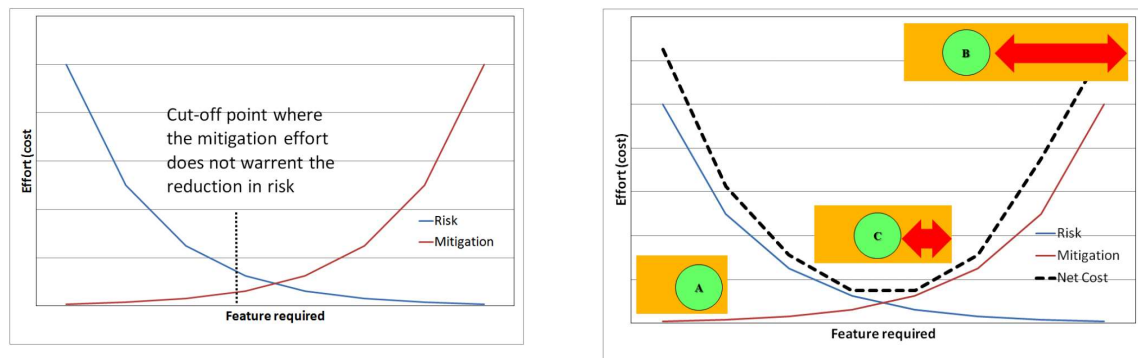 Effort (cost
Cut-off point where
the mitigation effort
does not warrent the
reduction in risk
Risk
Mitigation
Feature required
Effort (cost)
B
C
A
Risk
Mitigation
Net Cost
Feature required